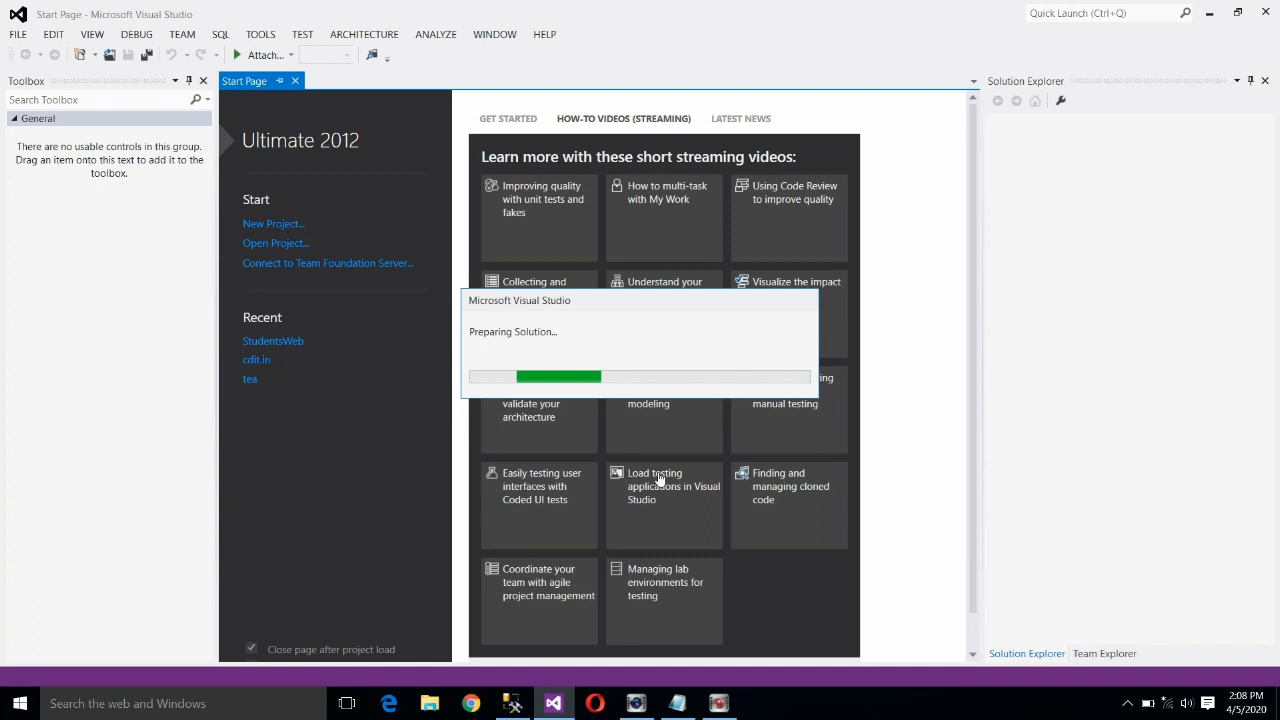 Start Page - Microsoft Visual Studio
Quick Launch (Ctrl+Q)
FILE EDIT VIEW DEBUG TEAM SQL TOOLS TEST ARCHITECTURE ANALYZE WINDOW HELP
Attach...
Toolbox
Start Page
Solution Explorer
Search Toolbox
General
There are no usable controls in this group.
Drag an item onto this text to add it to the
toolbox.
Ultimate 2012
Start
New Project...
Open Project...
Connect to Team Foundation Server...
Recent
StudentsWeb
cdit.in
tea
Close page after project load
GET STARTED HOW-TO VIDEOS (STREAMING) LATEST NEWS
Learn more with these short streaming videos:
Improving quality
with unit tests and
fakes
How to multi-task
with My Work
Using Code Review
to improve quality
Collecting and
Understand your
Visualize the impact
Microsoft Visual Studio
Preparing Solution...
validate your
architecture
modeling
manual testing
Easily testing user
interfaces with
Coded UI tests
Load testing
applications in Visual
Studio
Finding and
managing cloned
code
Coordinate your
team with agile
project management
Managing lab
environments for
testing
Solution Explorer Team Explorer
Search the web and Windows
2:08 PM
4/5/2020